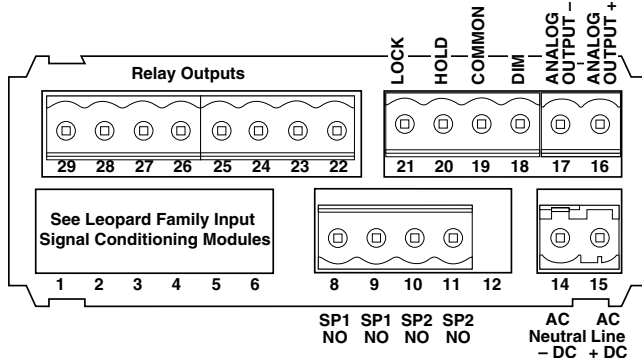 LOCK
HOLD
COMMON
DIM
ANALOG
OUTPUT –
ANALOG
OUTPUT +
Relay Outputs
29 28 27 26 25 24 23 22
21 20 19 18 17 16
See Leopard Family Input
Signal Conditioning Modules
1 2 3 4 5 6
8 9 10 11 12
14 15
SP1 SP1 SP2 SP2
NO NO NO NO
AC AC
Neutral Line
– DC + DC